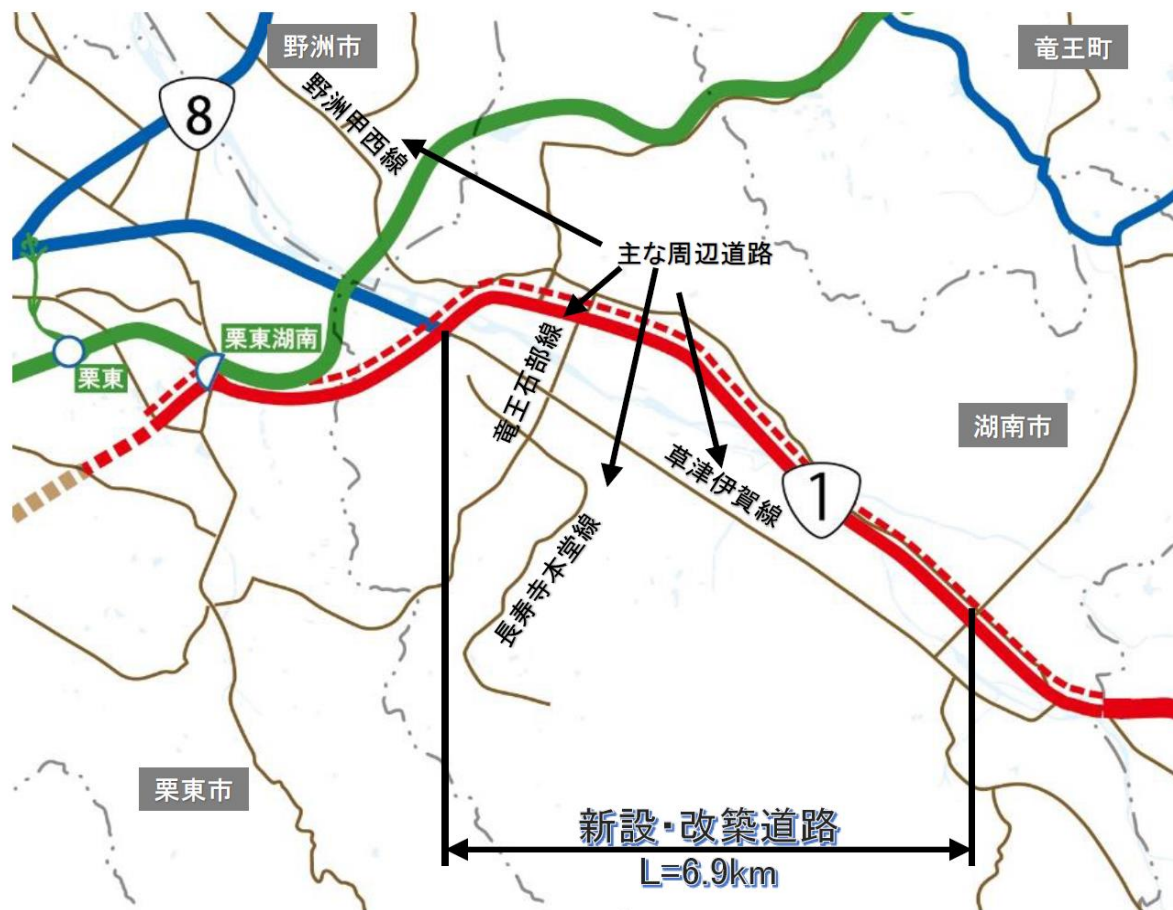 野洲市
竜王町
8
野洲甲西線
主な周辺道路
栗東湖南
栗東
竜王石部線
湖南市
草津伊賀線
1
長寿寺本堂線
栗東市
新設・改築道路
L=6.9km